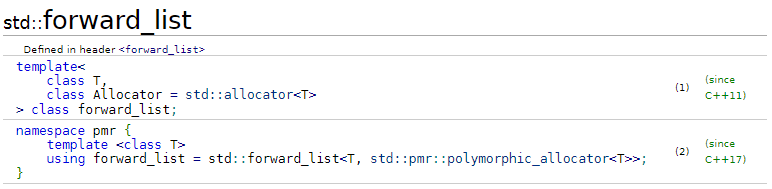 std::forward_list
Defined in header <forward_list>
template<
    class T,
    class Allocator = std::allocator<T>
> class forward_list;
(1)
(since
C++11)
namespace pmr {
    template <class T>
    using forward_list = std::forward_list<T, std::pmr::polymorphic_allocator<T>>;
}
(2)
(since
C++17)